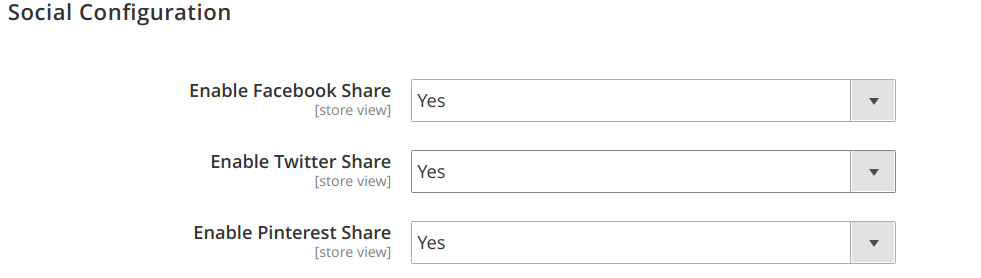 Social Configuration
Enable Facebook Share
[store view]
Yes
Enable Twitter Share
[store view]
Yes
Enable Pinterest Share
[store view]
Yes